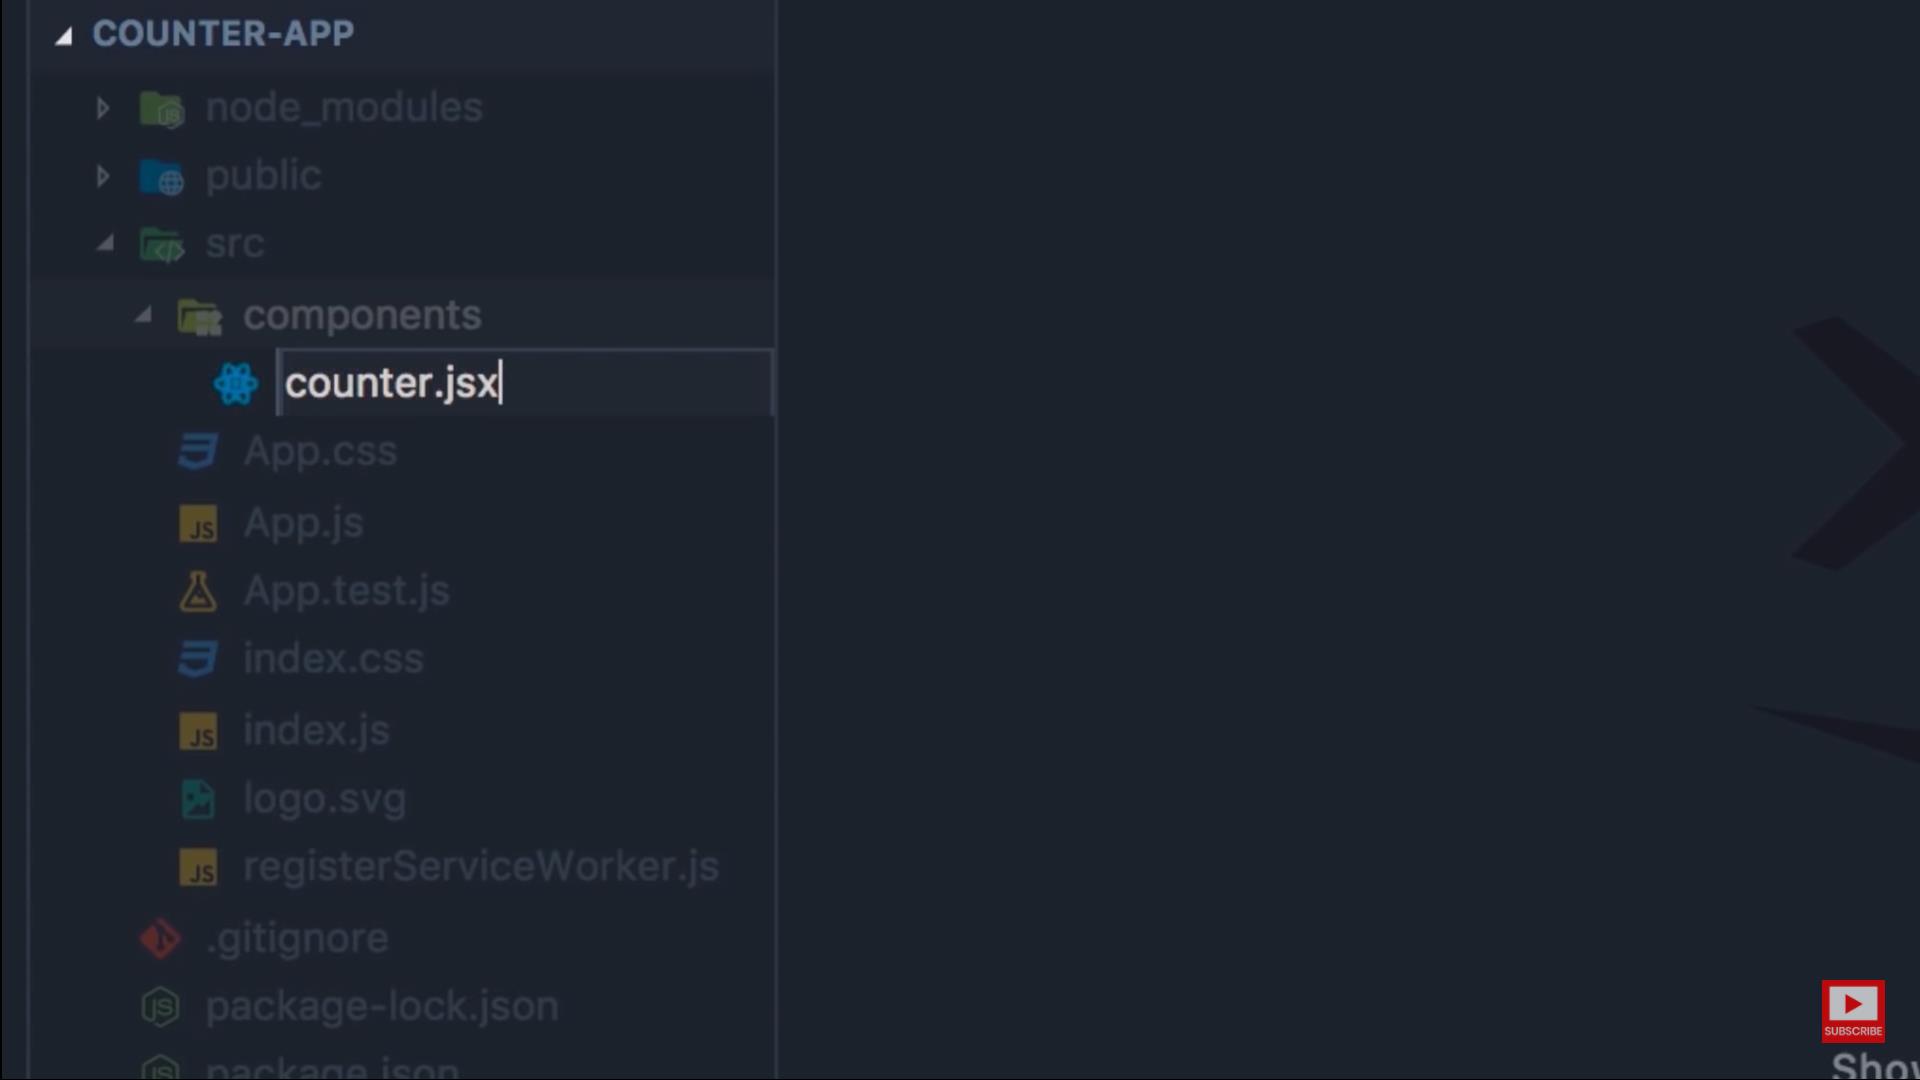 COUNTER-APP
node_modules
public
src
components
counter.jsx
App.css
App.js
App.test.js
index.css
index.js
logo.svg
registerServiceWorker.js
.gitignore
package-lock.json
package.json
SUBSCRIBE
Show